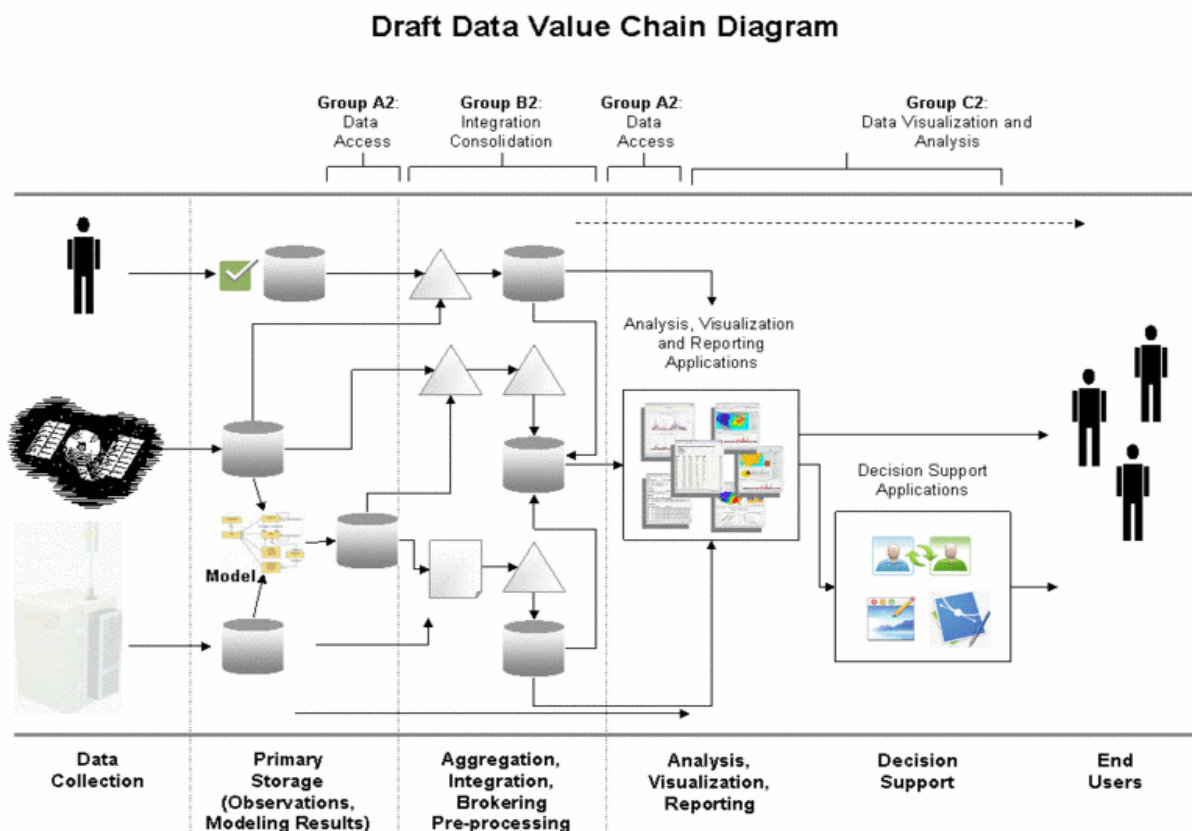 Draft Data Value Chain Diagram
Group A2:
Data
Access
Group B2:
Integration
Consolidation
Group A2:
Data
Access
Group C2:
Data Visualization and
Analysis
Analysis, Visualization
and Reporting
Applications
Decision Support
Applications
Model
Data
Collection
Primary
Storage
(Observations,
Modeling Results)
Aggregation,
Integration,
Brokering
Pre-processing
Analysis,
Visualization,
Reporting
Decision
Support
End
Users